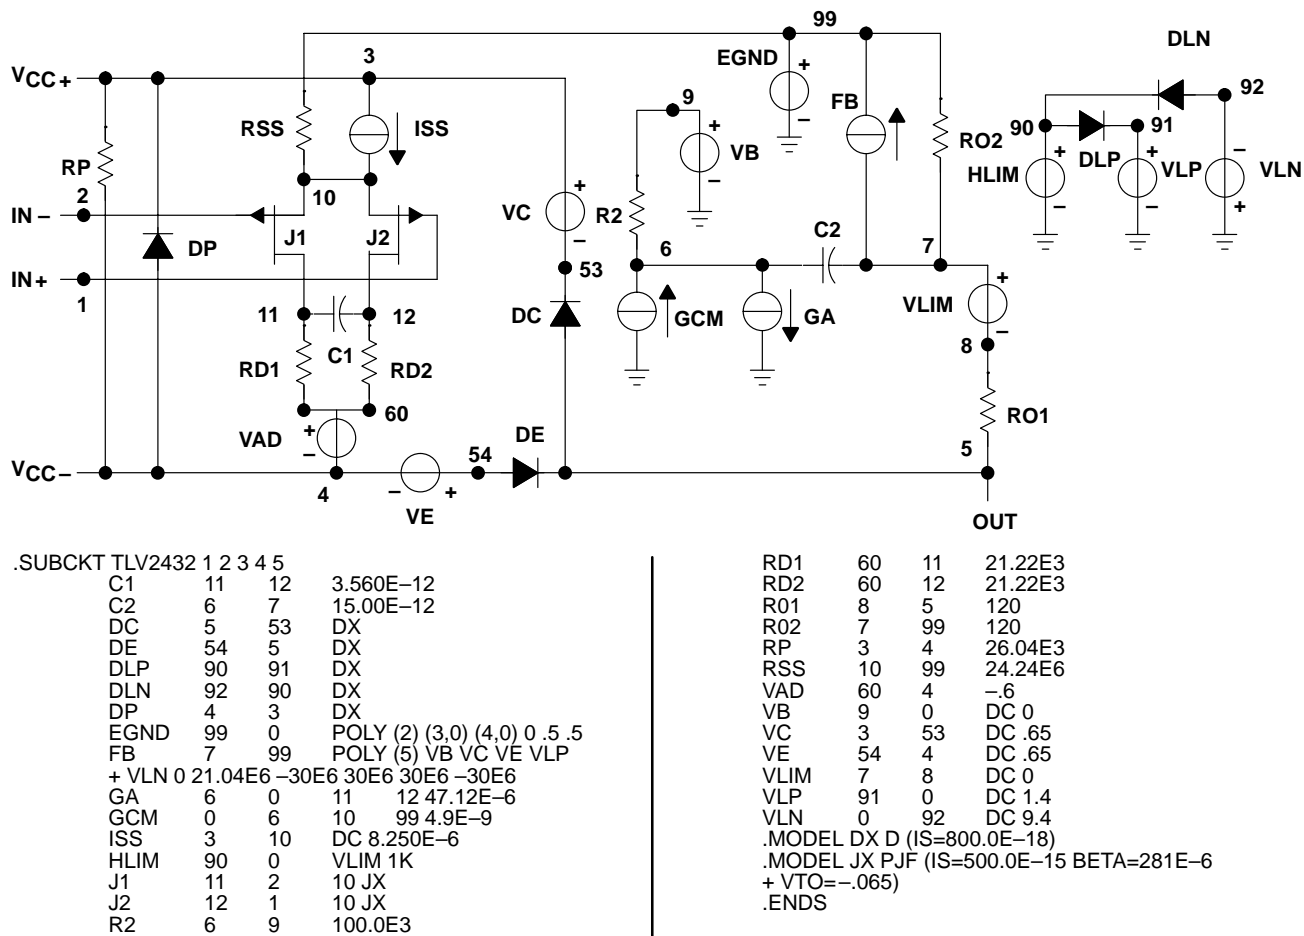 99
DLN
3
EGND
+
VCC+
9
FB
92
RSS
ISS
+
RO2
90
91
VB
DLP
RP
–
–
+
+
–
10
HLIM
VLP
VLN
2
+
R2
–
–
+
IN–
VC
C2
J1
J2
–
6
7
DP
IN+
53
+
1
VLIM
11
12
DC
GCM
GA
–
C1
8
RD1
RD2
60
RO1
+
DE
VAD
–
54
5
VCC–
4
–
+
VE
OUT
.SUBCKT TLV2432 1 2 3 4 5
C1 11 12 3.560E–12
C2 6 7 15.00E–12
DC 5 53 DX
DE 54 5 DX
DLP 90 91 DX
DLN 92 90 DX
DP 4 3 DX
EGND 99 0 POLY (2) (3,0) (4,0) 0 .5 .5
FB 7 99 POLY (5) VB VC VE VLP
+ VLN 0 21.04E6 –30E6 30E6 30E6 –30E6
GA 6 0 11 12 47.12E–6
GCM 0 6 10 99 4.9E–9
ISS 3 10 DC 8.250E–6
HLIM 90 0 VLIM 1K
J1 11 2 10 JX
J2 12 1 10 JX
R2 6 9 100.0E3
RD1 60 11 21.22E3
RD2 60 12 21.22E3
R01 8 5 120
R02 7 99 120
RP 3 4 26.04E3
RSS 10 99 24.24E6
VAD 60 4 –.6
VB 9 0 DC 0
VC 3 53 DC .65
VE 54 4 DC .65
VLIM 7 8 DC 0
VLP 91 0 DC 1.4
VLN 0 92 DC 9.4
.MODEL DX D (IS=800.0E–18)
.MODEL JX PJF (IS=500.0E–15 BETA=281E–6
+ VTO=–.065)
.ENDS